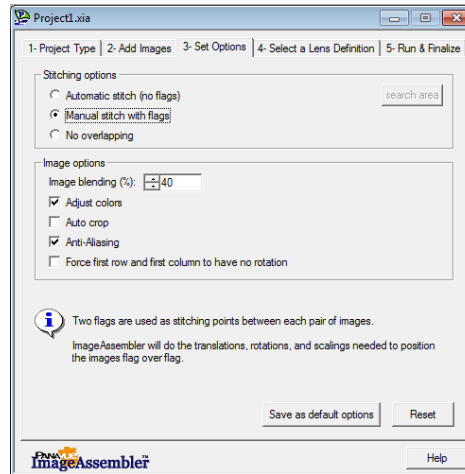 Project1.xia
1- Project Type
2- Add Images
3- Set Options
4- Select a Lens Definition
5- Run & Finalize
Stitching options
Automatic stitch (no flags)
search area
Manual stitch with flags
No overlapping
Image options
Image blending (%): 40
Adjust colors
Auto crop
Anti-Aliasing
Force first row and first column to have no rotation
Two flags are used as stitching points between each pair of images.
ImageAssembler will do the translations, rotations, and scalings needed to position
the images flag over flag.
Save as default options
Reset
PANAVUE
ImageAssembler™
Help